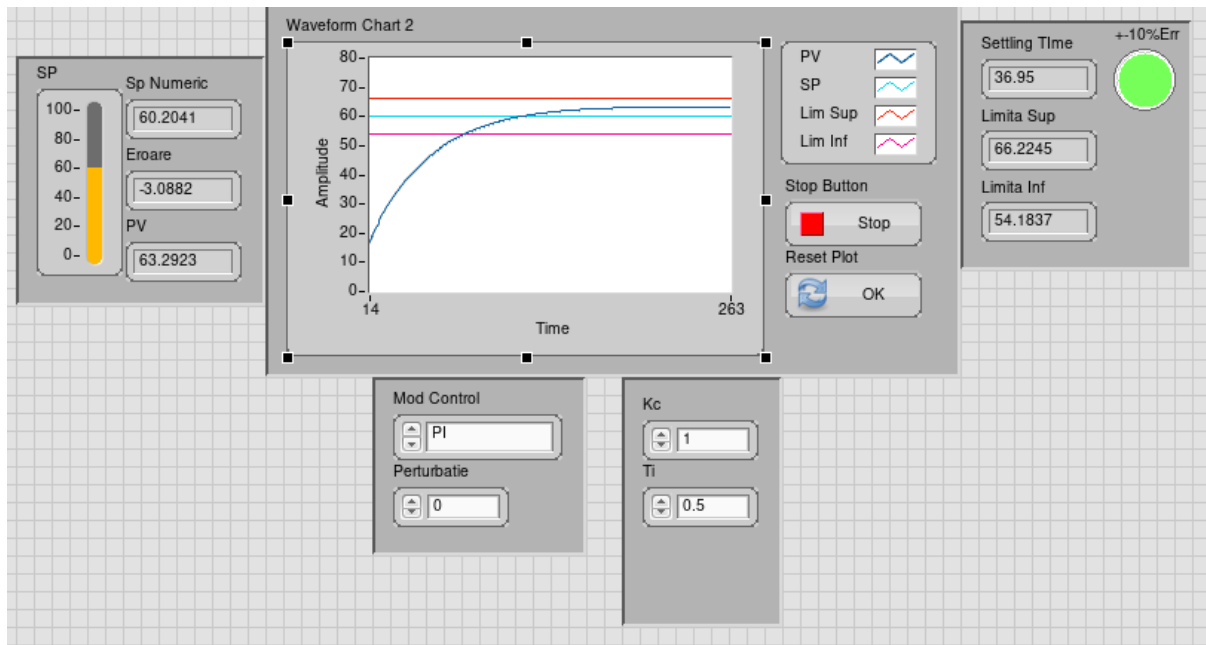 SP
Sp Numeric
100-
60.2041
80-
Eroare
60-
-3.0882
40-
20-
PV
0-
63.2923
Waveform Chart 2
80-
70-
60-
50-
40-
30-
20-
10-
0-
Amplitude
14
263
Time
PV
SP
Lim Sup
Lim Inf
Stop Button
Stop
Reset Plot
OK
Settling TIme
+-10%Err
36.95
Limita Sup
66.2245
Limita Inf
54.1837
Mod Control
PI
Perturbatie
0
Kc
1
Ti
0.5